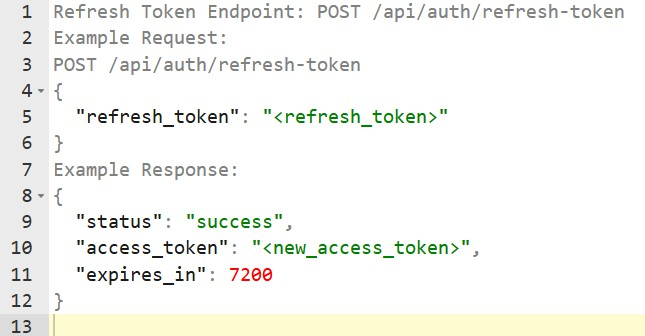 1 Refresh Token Endpoint: POST /api/auth/refresh-token
2 Example Request:
3 POST /api/auth/refresh-token
4 {
5   "refresh_token": "<refresh_token>"
6 }
7 Example Response:
8 {
9   "status": "success",
10   "access_token": "<new_access_token>",
11   "expires_in": 7200
12 }
13